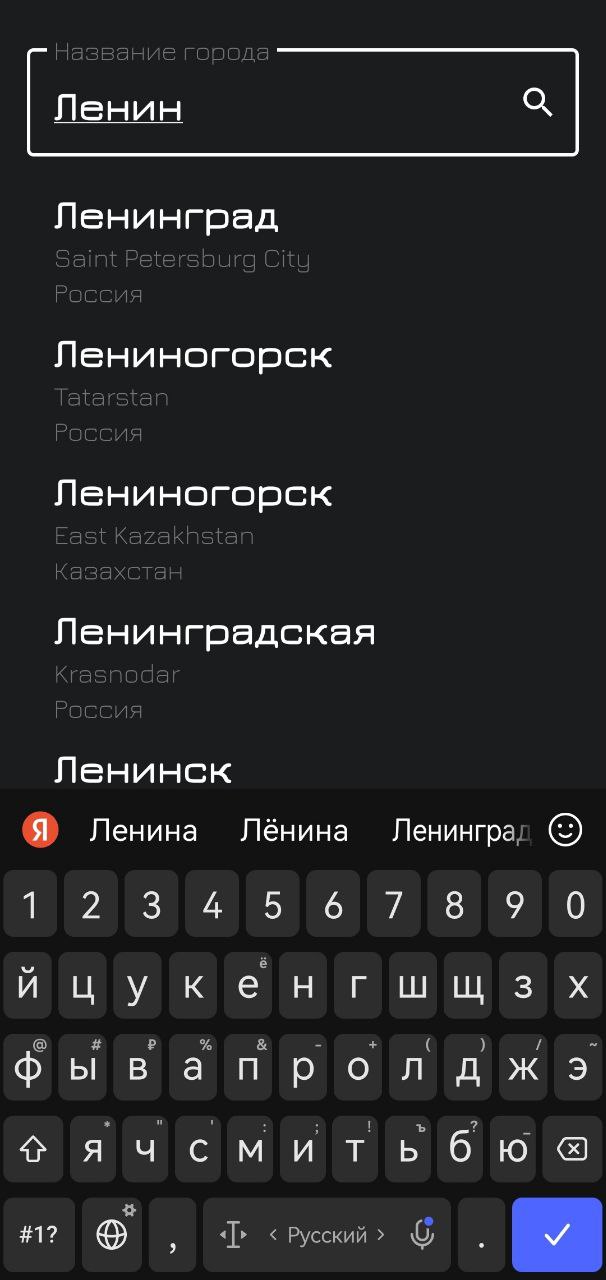 Название города
Ленин
Ленинград
Saint Petersburg City
Россия
Лениногорск
Tatarstan
Россия
Лениногорск
East Kazakhstan
Казахстан
Ленинградская
Krasnodar
Россия
Ленинск
Я Ленина Лёнина Ленинград
1 2 3 4 5 6 7 8 9 0
й ц у к е ё н г ш щ з х
ф @ ы # в ₽ а % п & р - о + л ( д ) ж / э ~
я * ч " с ' м : и ; т ! ь ъ б ? ю _
#1? , < Русский > .